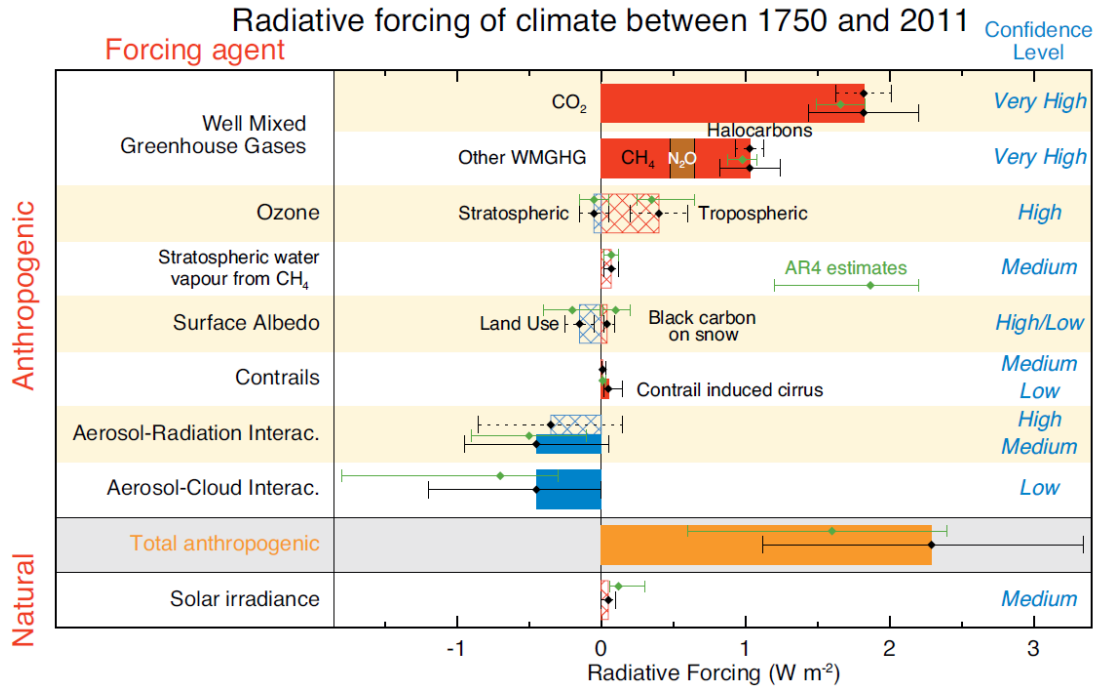 Radiative forcing of climate between 1750 and 2011
Forcing agent
Confidence
Level
Anthropogenic
Well Mixed
Greenhouse Gases
CO₂
Very High
Halocarbons
Other WMGHG
CH₄
N₂O
Very High
Ozone
Stratospheric
Tropospheric
High
Stratospheric water
vapour from CH₄
AR4 estimates
Medium
Surface Albedo
Land Use
Black carbon
on snow
High/Low
Contrails
Medium
Contrail induced cirrus
Low
Aerosol-Radiation Interac.
High
Medium
Aerosol-Cloud Interac.
Low
Total anthropogenic
Natural
Solar irradiance
Medium
-1 0 1 2 3
Radiative Forcing (W m⁻²)